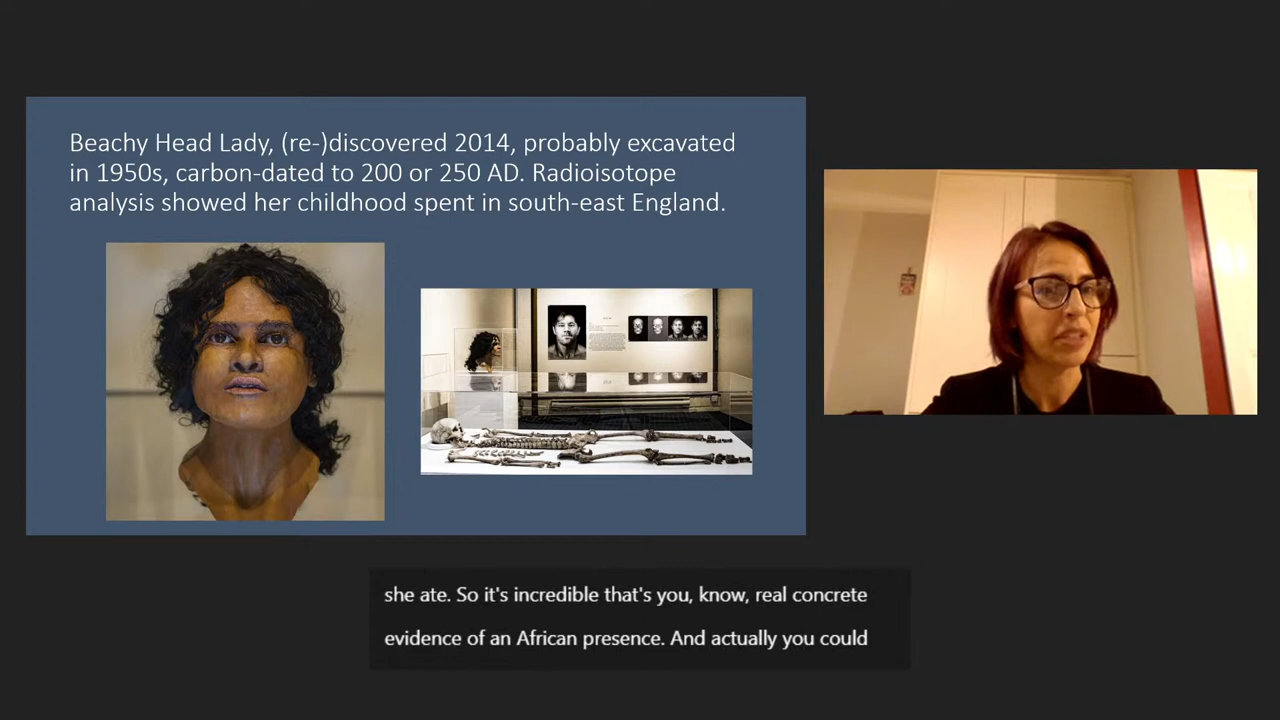 Beachy Head Lady, (re-)discovered 2014, probably excavated
in 1950s, carbon-dated to 200 or 250 AD. Radioisotope
analysis showed her childhood spent in south-east England.
she ate. So it's incredible that's you, know, real concrete
evidence of an African presence. And actually you could